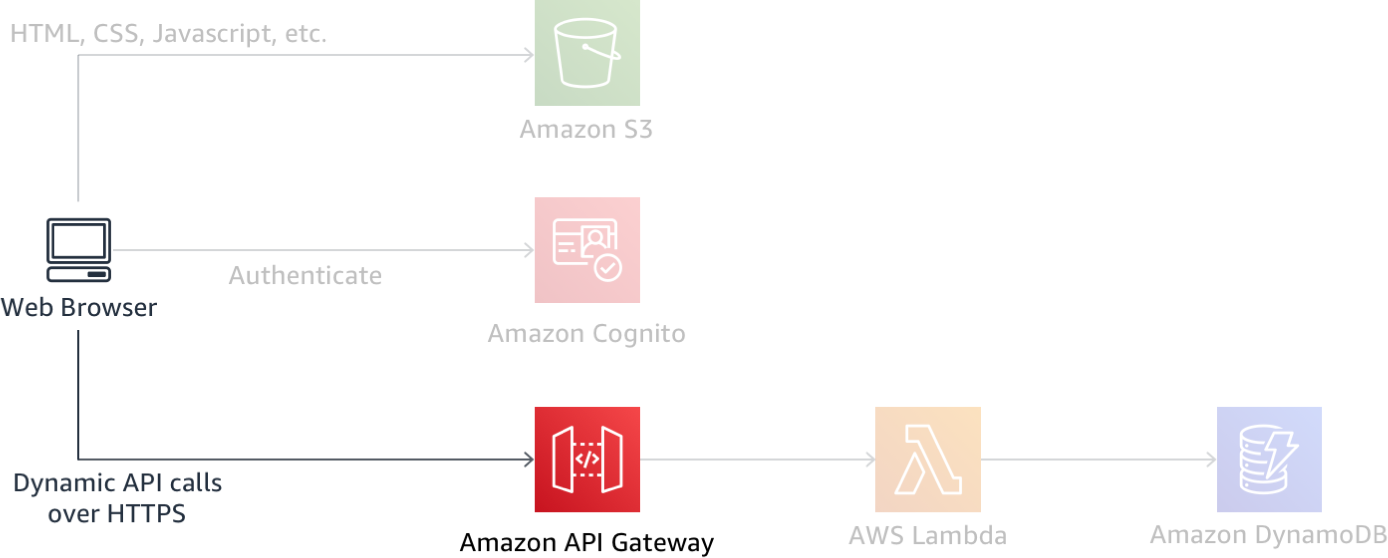 HTML, CSS, Javascript, etc.
Amazon S3
Authenticate
Web Browser
Amazon Cognito
Dynamic API calls
over HTTPS
Amazon API Gateway
AWS Lambda
Amazon DynamoDB